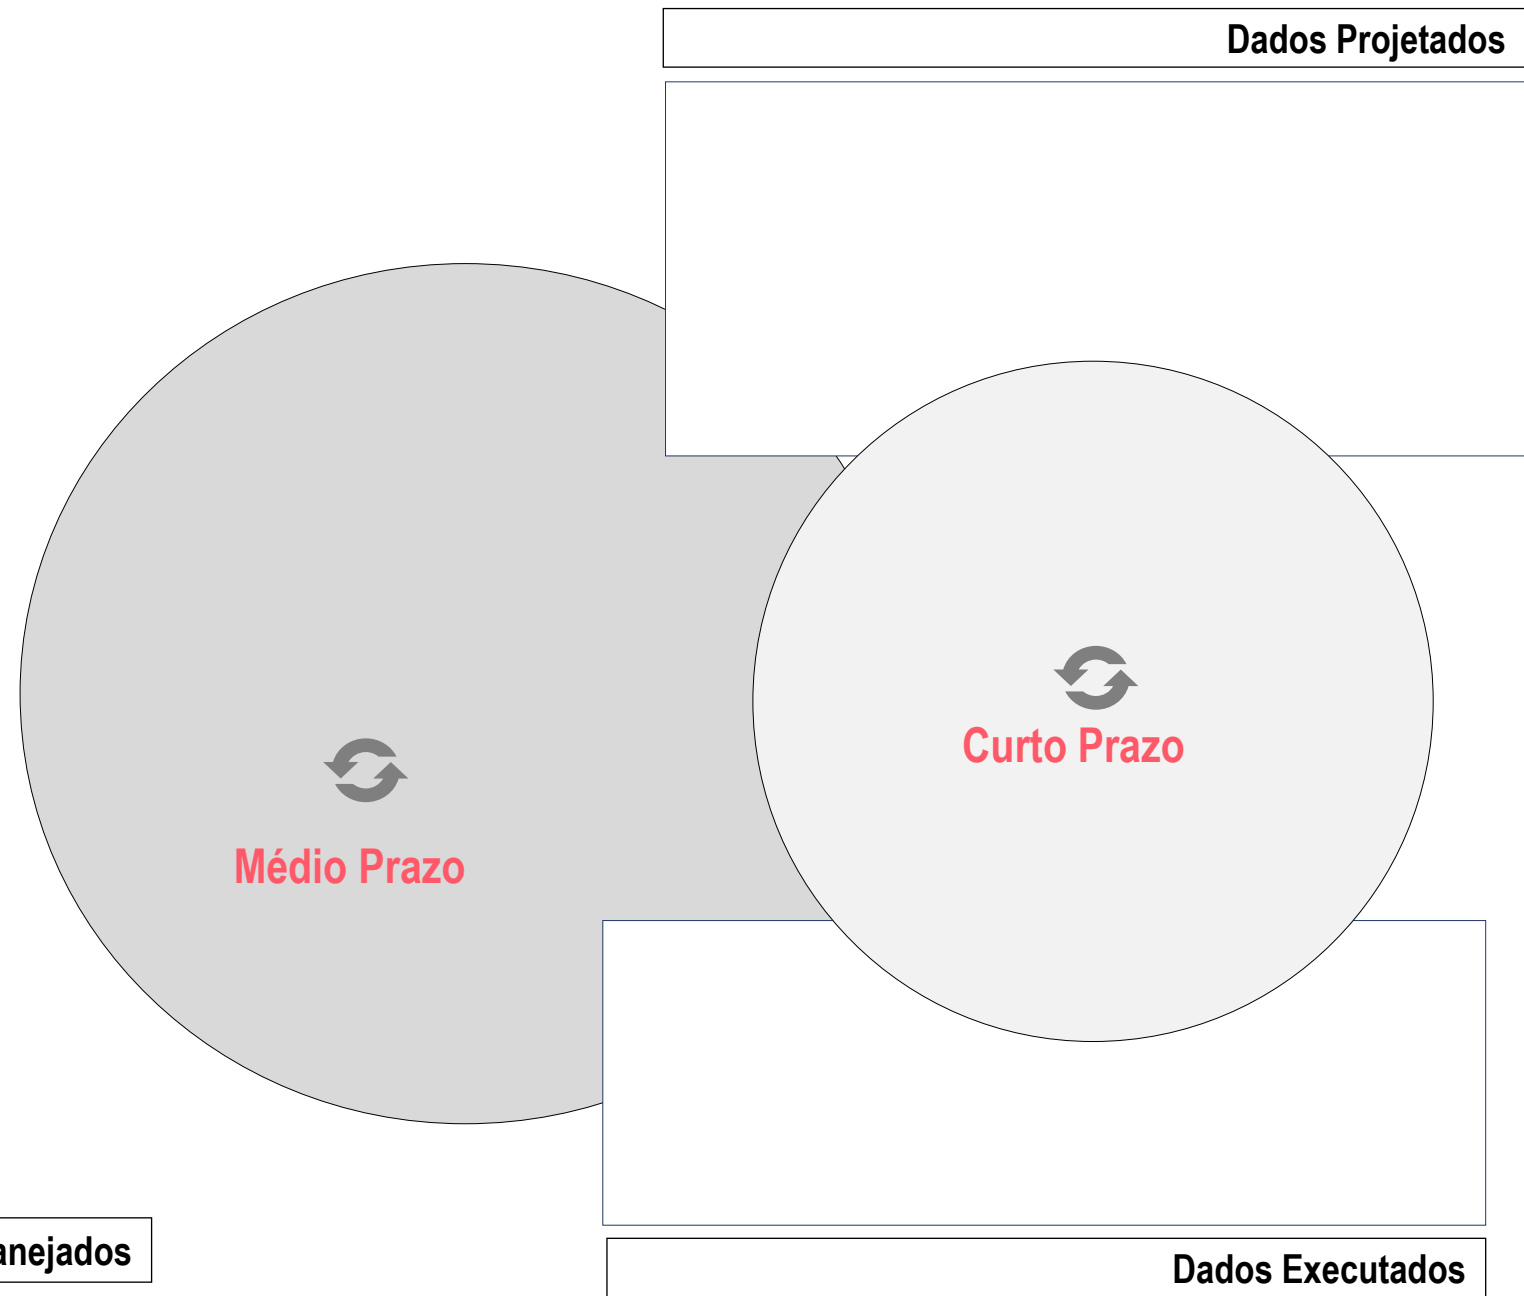 Dados Projetados
Curto Prazo
Médio Prazo
anejados
Dados Executados